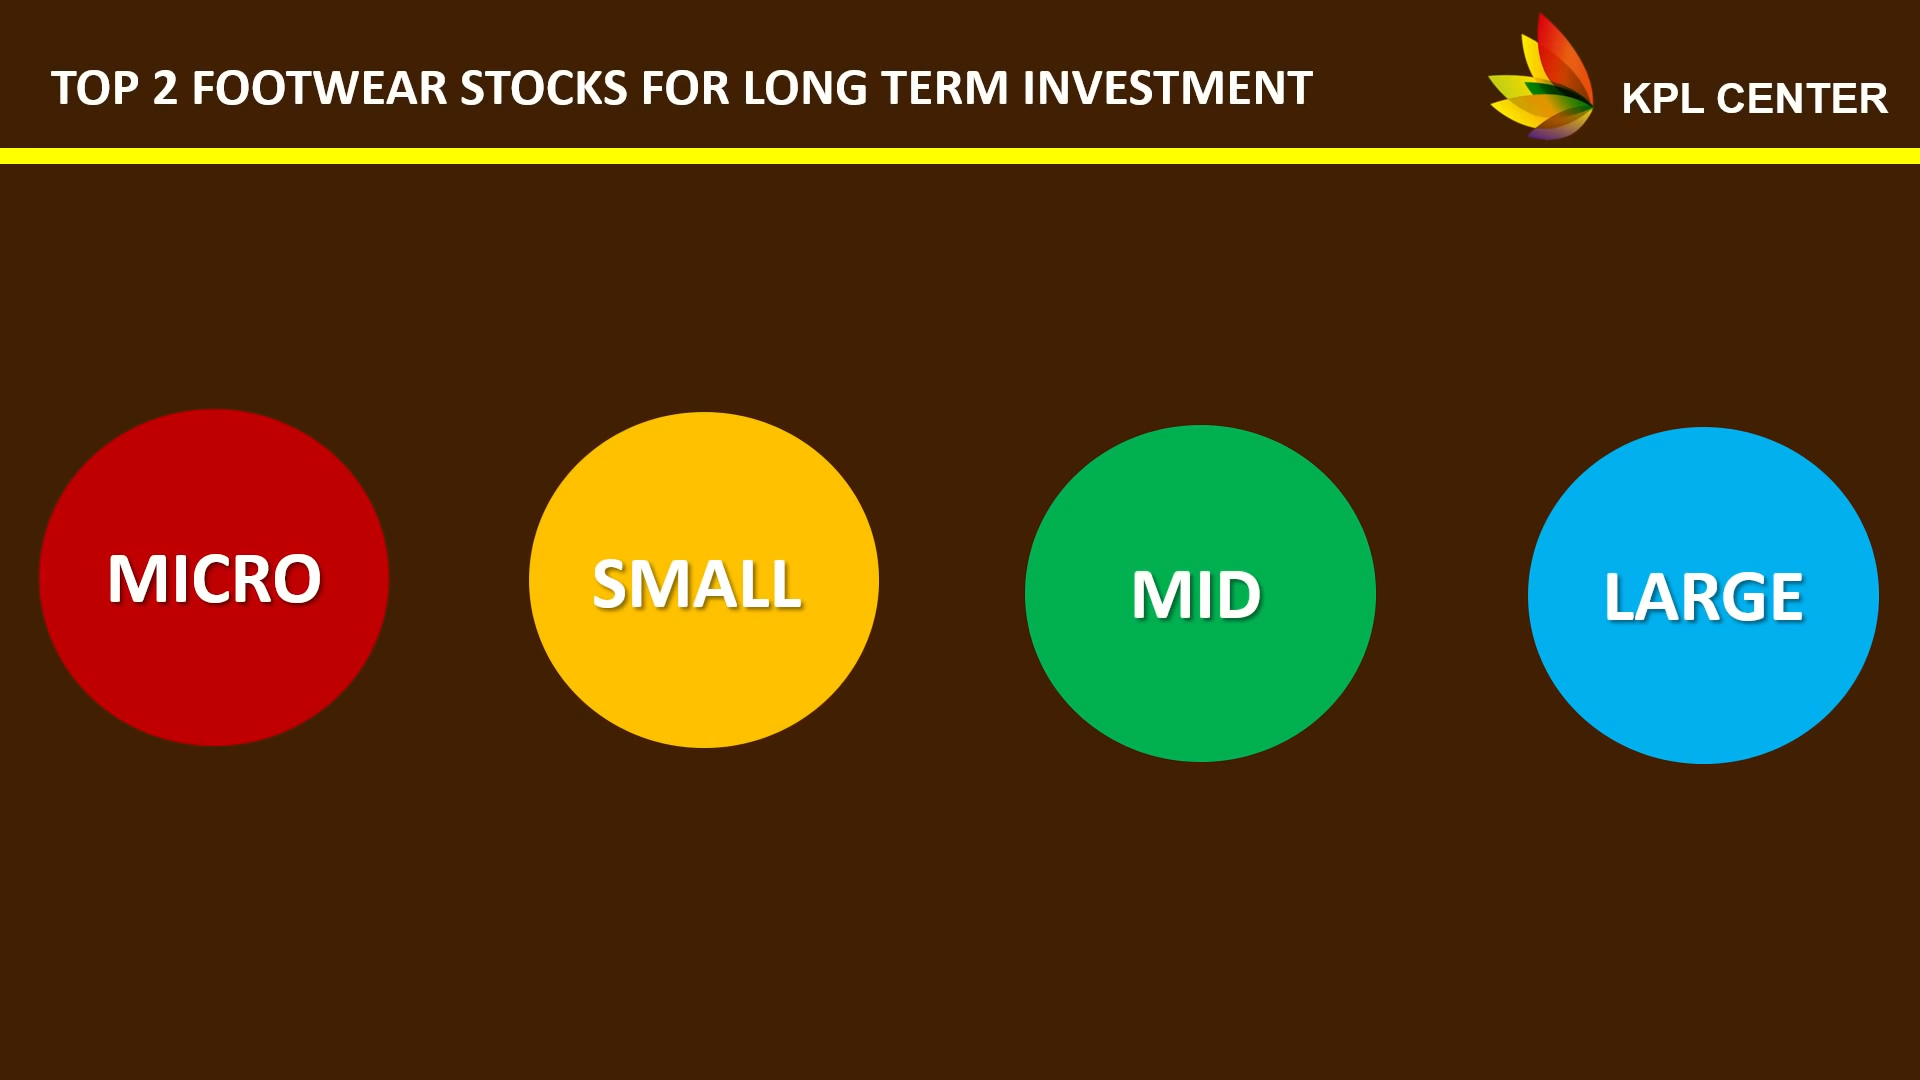 TOP 2 FOOTWEAR STOCKS FOR LONG TERM INVESTMENT
KPL CENTER
MICRO
SMALL
MID
LARGE